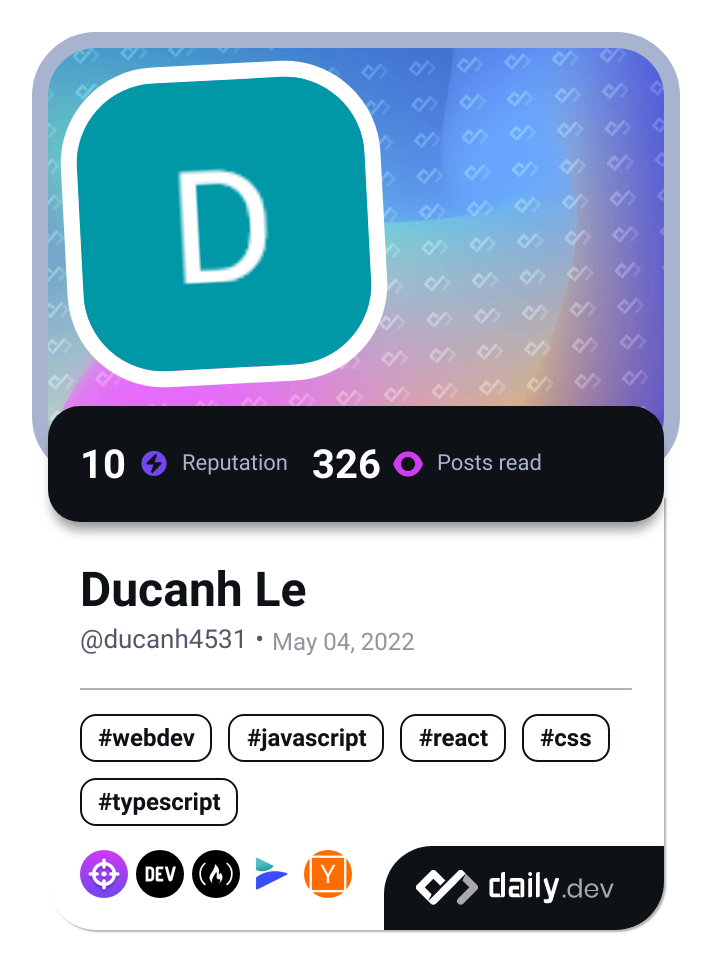 D
10 Reputation 326 Posts read
Ducanh Le
@ducanh4531 • May 04, 2022
#webdev #javascript #react #css
#typescript
DEV Y daily.dev